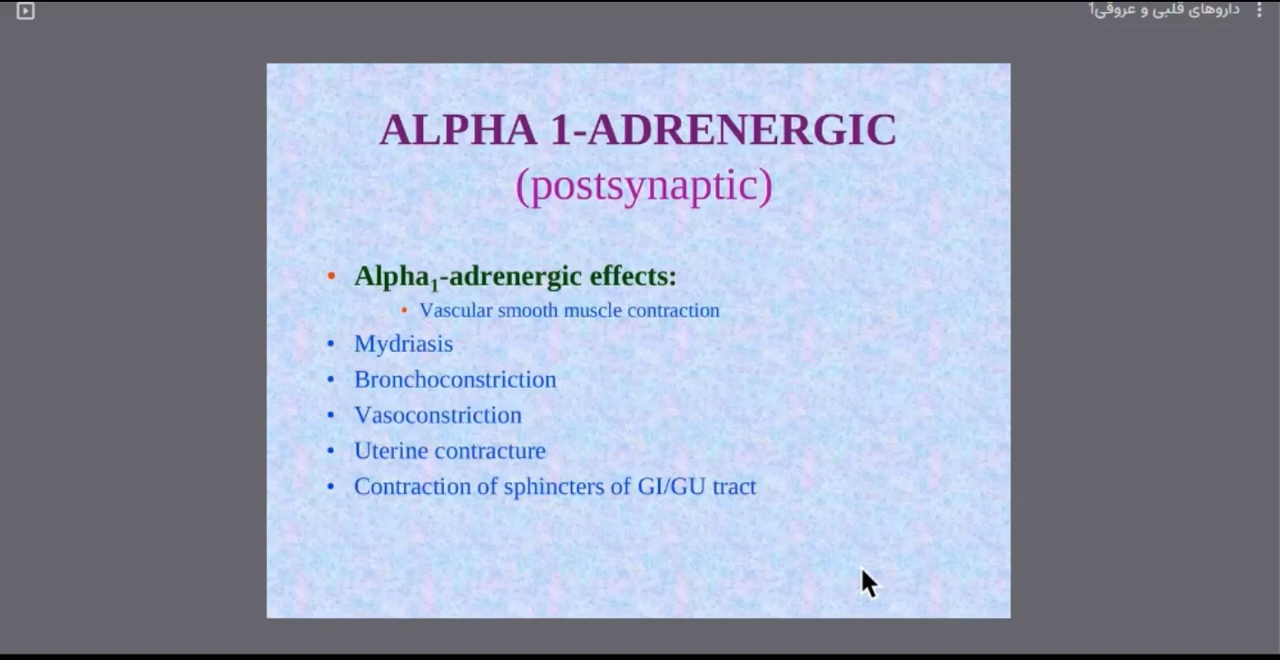 داروهای قلبی و عروقی1
ALPHA 1-ADRENERGIC
(postsynaptic)
• Alpha₁-adrenergic effects:
• Vascular smooth muscle contraction
• Mydriasis
• Bronchoconstriction
• Vasoconstriction
• Uterine contracture
• Contraction of sphincters of GI/GU tract